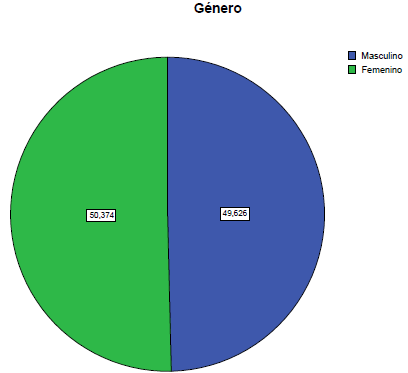 Género
Masculino
Femenino
50,374
49,626